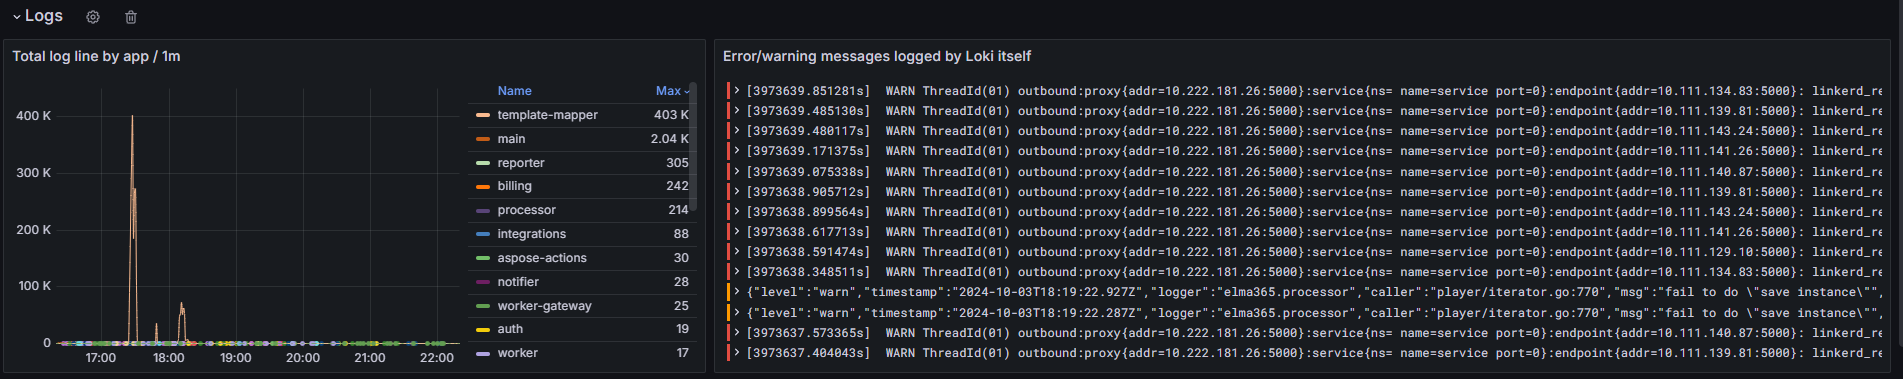 Logs
Total log line by app / 1m
400 K
300 K
200 K
100 K
0
17:00 18:00 19:00 20:00 21:00 22:00
Name Max
template-mapper 403 K
main 2.04 K
reporter 305
billing 242
processor 214
integrations 88
aspose-actions 30
notifier 28
worker-gateway 25
auth 19
worker 17
Error/warning messages logged by Loki itself
[3973639.851281s] WARN ThreadId(01) outbound:proxy{addr=10.222.181.26:5000}:service{ns= name=service port=0}:endpoint{addr=10.111.134.83:5000}: linkerd_re
[3973639.485130s] WARN ThreadId(01) outbound:proxy{addr=10.222.181.26:5000}:service{ns= name=service port=0}:endpoint{addr=10.111.139.81:5000}: linkerd_re
[3973639.480117s] WARN ThreadId(01) outbound:proxy{addr=10.222.181.26:5000}:service{ns= name=service port=0}:endpoint{addr=10.111.143.24:5000}: linkerd_re
[3973639.171375s] WARN ThreadId(01) outbound:proxy{addr=10.222.181.26:5000}:service{ns= name=service port=0}:endpoint{addr=10.111.141.26:5000}: linkerd_re
[3973639.075338s] WARN ThreadId(01) outbound:proxy{addr=10.222.181.26:5000}:service{ns= name=service port=0}:endpoint{addr=10.111.140.87:5000}: linkerd_re
[3973638.905712s] WARN ThreadId(01) outbound:proxy{addr=10.222.181.26:5000}:service{ns= name=service port=0}:endpoint{addr=10.111.139.81:5000}: linkerd_re
[3973638.899564s] WARN ThreadId(01) outbound:proxy{addr=10.222.181.26:5000}:service{ns= name=service port=0}:endpoint{addr=10.111.143.24:5000}: linkerd_re
[3973638.617713s] WARN ThreadId(01) outbound:proxy{addr=10.222.181.26:5000}:service{ns= name=service port=0}:endpoint{addr=10.111.141.26:5000}: linkerd_re
[3973638.591474s] WARN ThreadId(01) outbound:proxy{addr=10.222.181.26:5000}:service{ns= name=service port=0}:endpoint{addr=10.111.129.10:5000}: linkerd_re
[3973638.348511s] WARN ThreadId(01) outbound:proxy{addr=10.222.181.26:5000}:service{ns= name=service port=0}:endpoint{addr=10.111.134.83:5000}: linkerd_re
{"level":"warn","timestamp":"2024-10-03T18:19:22.927Z","logger":"elma365.processor","caller":"player/iterator.go:770","msg":"fail to do \"save instance\"",
{"level":"warn","timestamp":"2024-10-03T18:19:22.287Z","logger":"elma365.processor","caller":"player/iterator.go:770","msg":"fail to do \"save instance\"",
[3973637.573365s] WARN ThreadId(01) outbound:proxy{addr=10.222.181.26:5000}:service{ns= name=service port=0}:endpoint{addr=10.111.140.87:5000}: linkerd_re
[3973637.404043s] WARN ThreadId(01) outbound:proxy{addr=10.222.181.26:5000}:service{ns= name=service port=0}:endpoint{addr=10.111.139.81:5000}: linkerd_re